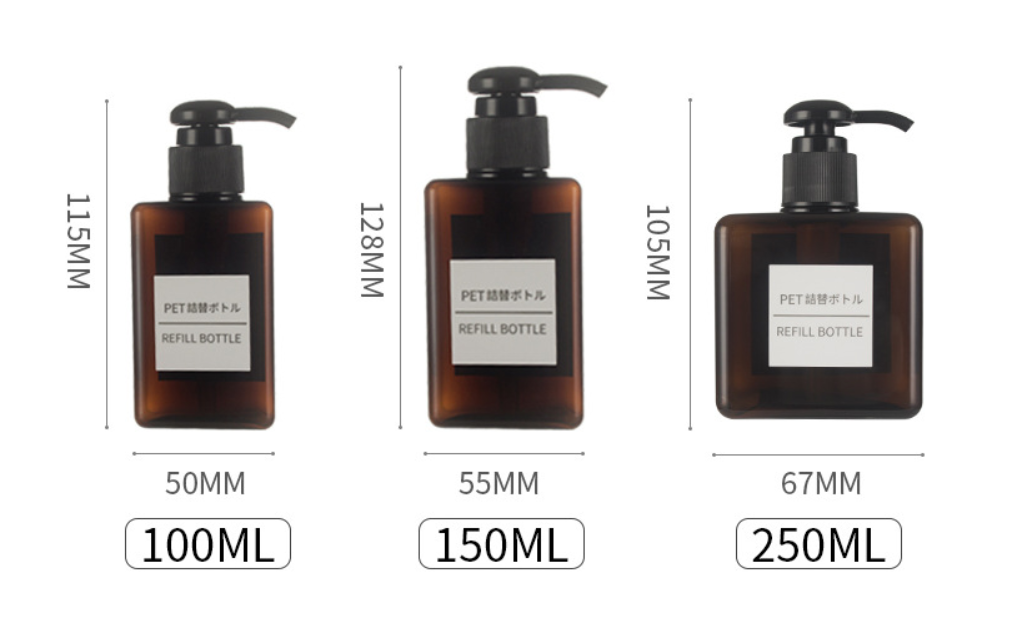 115MM
PET詰替ボトル
REFILL BOTTLE
50MM
100ML
128MM
PET詰替ボトル
REFILL BOTTLE
55MM
150ML
105MM
PET詰替ボトル
REFILL BOTTLE
67MM
250ML